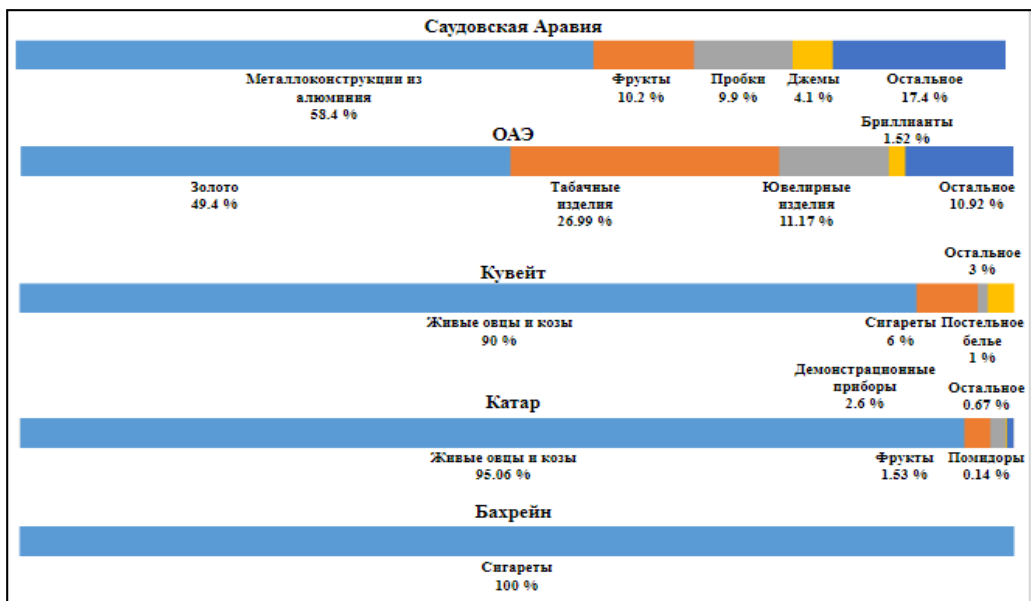 Саудовская Аравия
Металлоконструкции из Фрукты Пробки Джемы Остальное
алюминия 10.2 % 9.9 % 4.1 % 17.4 %
58.4 %
Бриллианты
ОАЭ 1.52 %
Золото Табачные Ювелирные Остальное
49.4 % изделия изделия 10.92 %
26.99 % 11.17 %
Остальное
Кувейт 3 %
Живые овцы и козы Сигареты Постельное
90 % 6 % белье
1 %
Демонстрационные
приборы Остальное
Катар 2.6 % 0.67 %
Живые овцы и козы Фрукты Помидоры
95.06 % 1.53 % 0.14 %
Бахрейн
Сигареты
100 %